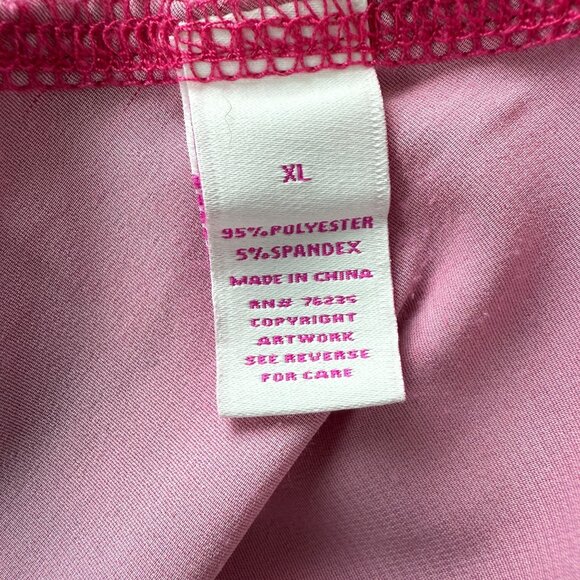 XL
95% POLYESTER
5% SPANDEX
MADE IN CHINA
RN# 76235
COPYRIGHT
ARTWORK
SEE REVERSE
FOR CARE